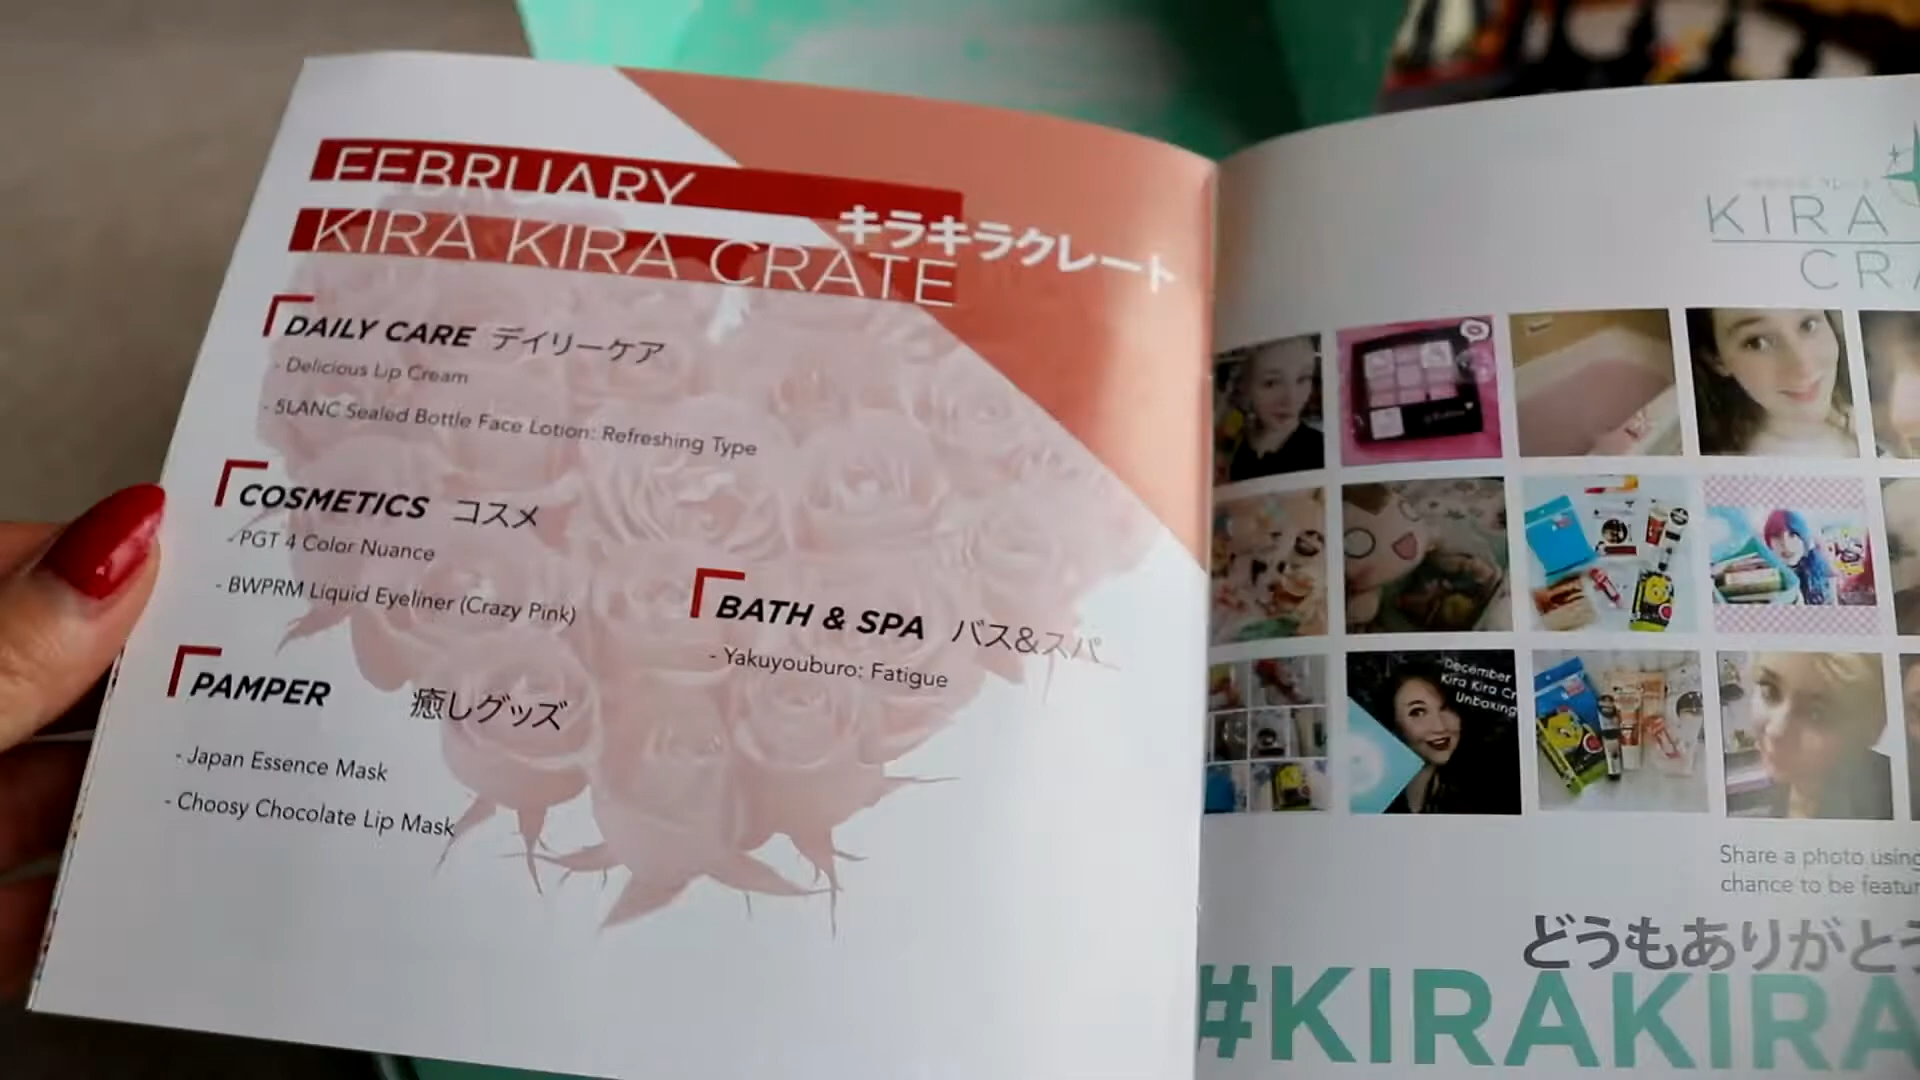 FEBRUARY
KIRA KIRA CRATE
キラキラクレート
DAILY CARE デイリーケア
- Delicious Lip Cream
- 5LANC Sealed Bottle Face Lotion: Refreshing Type
COSMETICS コスメ
- PGT 4 Color Nuance
- BWPRM Liquid Eyeliner (Crazy Pink)
PAMPER 癒しグッズ
- Japan Essence Mask
- Choosy Chocolate Lip Mask
BATH & SPA バス&スパ
- Yakuyouburo: Fatigue
KIRA
CRA
December
Kira Kira Cr
Unboxing
Share a photo using
chance to be featur
どうもありがとう
#KIRAKIRA